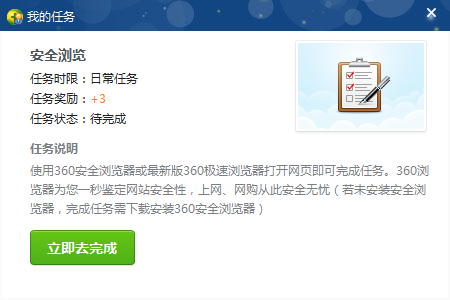 我的任务
安全浏览
任务时限：日常任务
任务奖励：+3
任务状态：待完成
任务说明
使用360安全浏览器或最新版360极速浏览器打开网页即可完成任务。360浏
览器为您一秒鉴定网站安全性，上网、网购从此安全无忧（若未安装安全浏
览器，完成任务需下载安装360安全浏览器）
立即去完成